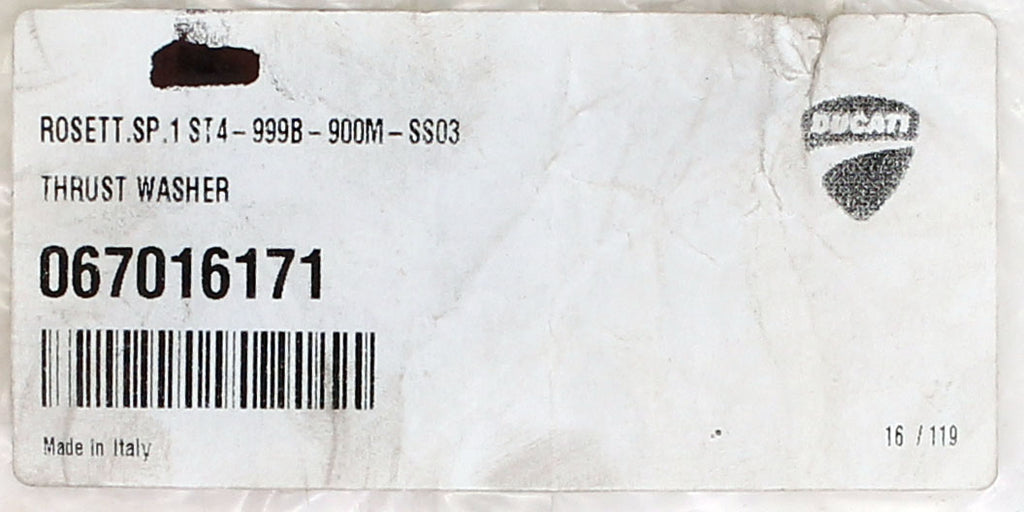 ROSETT.SP.1 ST4-999B-900M-SS03
DUCATI
THRUST WASHER
067016171
Made in Italy
16 / 119